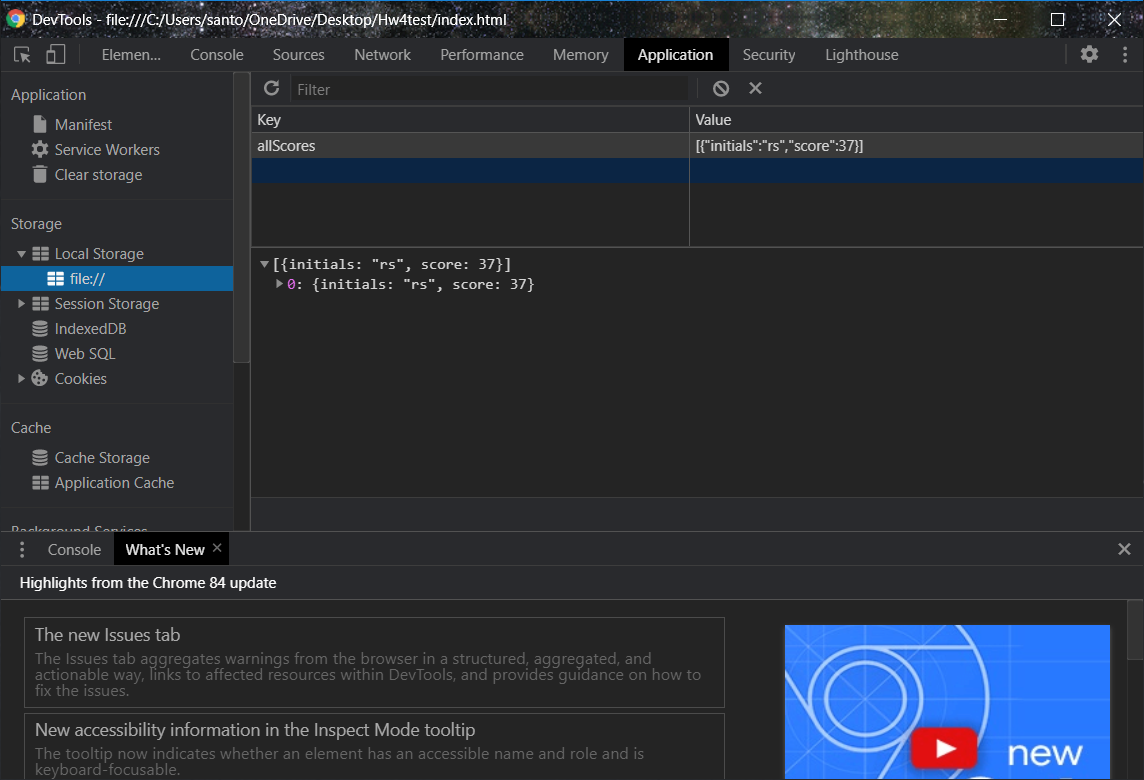 DevTools - file:///C:/Users/santo/OneDrive/Desktop/Hw4test/index.html
Elemen... Console Sources Network Performance Memory Application Security Lighthouse
Application
Manifest
Service Workers
Clear storage
Storage
Local Storage
file://
Session Storage
IndexedDB
Web SQL
Cookies
Cache
Cache Storage
Application Cache
Background Services
Filter
Key Value
allScores [{"initials":"rs","score":37}]
[{initials: "rs", score: 37}]
0: {initials: "rs", score: 37}
Console What's New
Highlights from the Chrome 84 update
The new Issues tab
The Issues tab aggregates warnings from the browser in a structured, aggregated, and
actionable way, links to affected resources within DevTools, and provides guidance on how to
fix the issues.
New accessibility information in the Inspect Mode tooltip
The tooltip now indicates whether an element has an accessible name and role and is
keyboard-focusable.
new